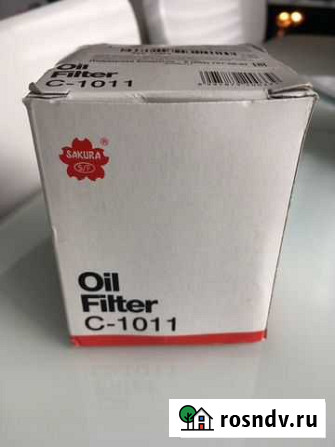 Oil
Filter
C-1011
SAKURA
S/F
Oil
Filter
C-1011
rosndv.ru